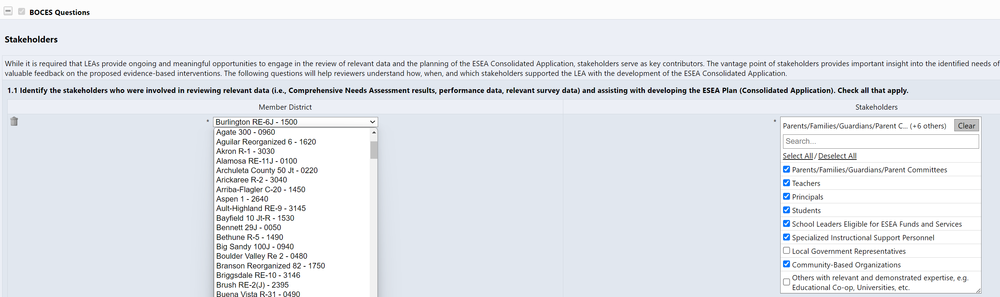 BOCES Questions
Stakeholders
While it is required that LEAs provide ongoing and meaningful opportunities to engage in the review of relevant data and the planning of the ESEA Consolidated Application, stakeholders serve as key contributors. The vantage point of stakeholders provides important insight into the identified needs of
valuable feedback on the proposed evidence-based interventions. The following questions will help reviewers understand how, when, and which stakeholders supported the LEA with the development of the ESEA Consolidated Application.
1.1 Identify the stakeholders who were involved in reviewing relevant data (i.e., Comprehensive Needs Assessment results, performance data, relevant survey data) and assisting with developing the ESEA Plan (Consolidated Application). Check all that apply.
Member District
Stakeholders
* Burlington RE-6J - 1500
Agate 300 - 0960
Aguilar Reorganized 6 - 1620
Akron R-1 - 3030
Alamosa RE-11J - 0100
Archuleta County 50 Jt - 0220
Arickaree R-2 - 3040
Arriba-Flagler C-20 - 1450
Aspen 1 - 2640
Ault-Highland RE-9 - 3145
Bayfield 10 Jt-R - 1530
Bennett 29J - 0050
Bethune R-5 - 1490
Big Sandy 100J - 0940
Boulder Valley Re 2 - 0480
Branson Reorganized 82 - 1750
Briggsdale RE-10 - 3146
Brush RE-2(J) - 2395
Buena Vista R-31 - 0490
* Parents/Families/Guardians/Parent C... (+6 others) Clear
Search...
Select All / Deselect All
Parents/Families/Guardians/Parent Committees
Teachers
Principals
Students
School Leaders Eligible for ESEA Funds and Services
Specialized Instructional Support Personnel
Local Government Representatives
Community-Based Organizations
Others with relevant and demonstrated expertise, e.g.
Educational Co-op, Universities, etc.